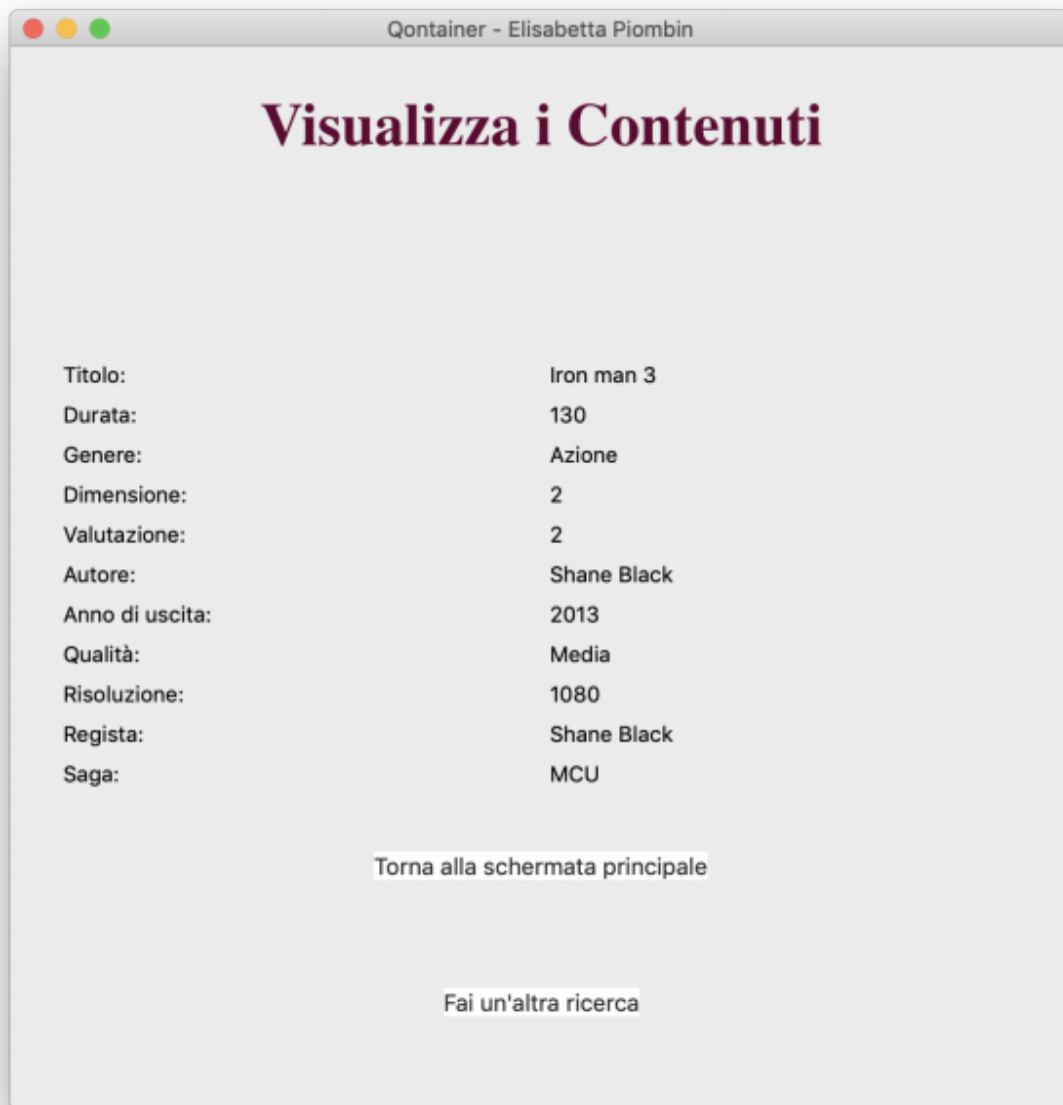 Qontainer - Elisabetta Piombin
Visualizza i Contenuti
Titolo: Iron man 3
Durata: 130
Genere: Azione
Dimensione: 2
Valutazione: 2
Autore: Shane Black
Anno di uscita: 2013
Qualità: Media
Risoluzione: 1080
Regista: Shane Black
Saga: MCU
Torna alla schermata principale
Fai un'altra ricerca